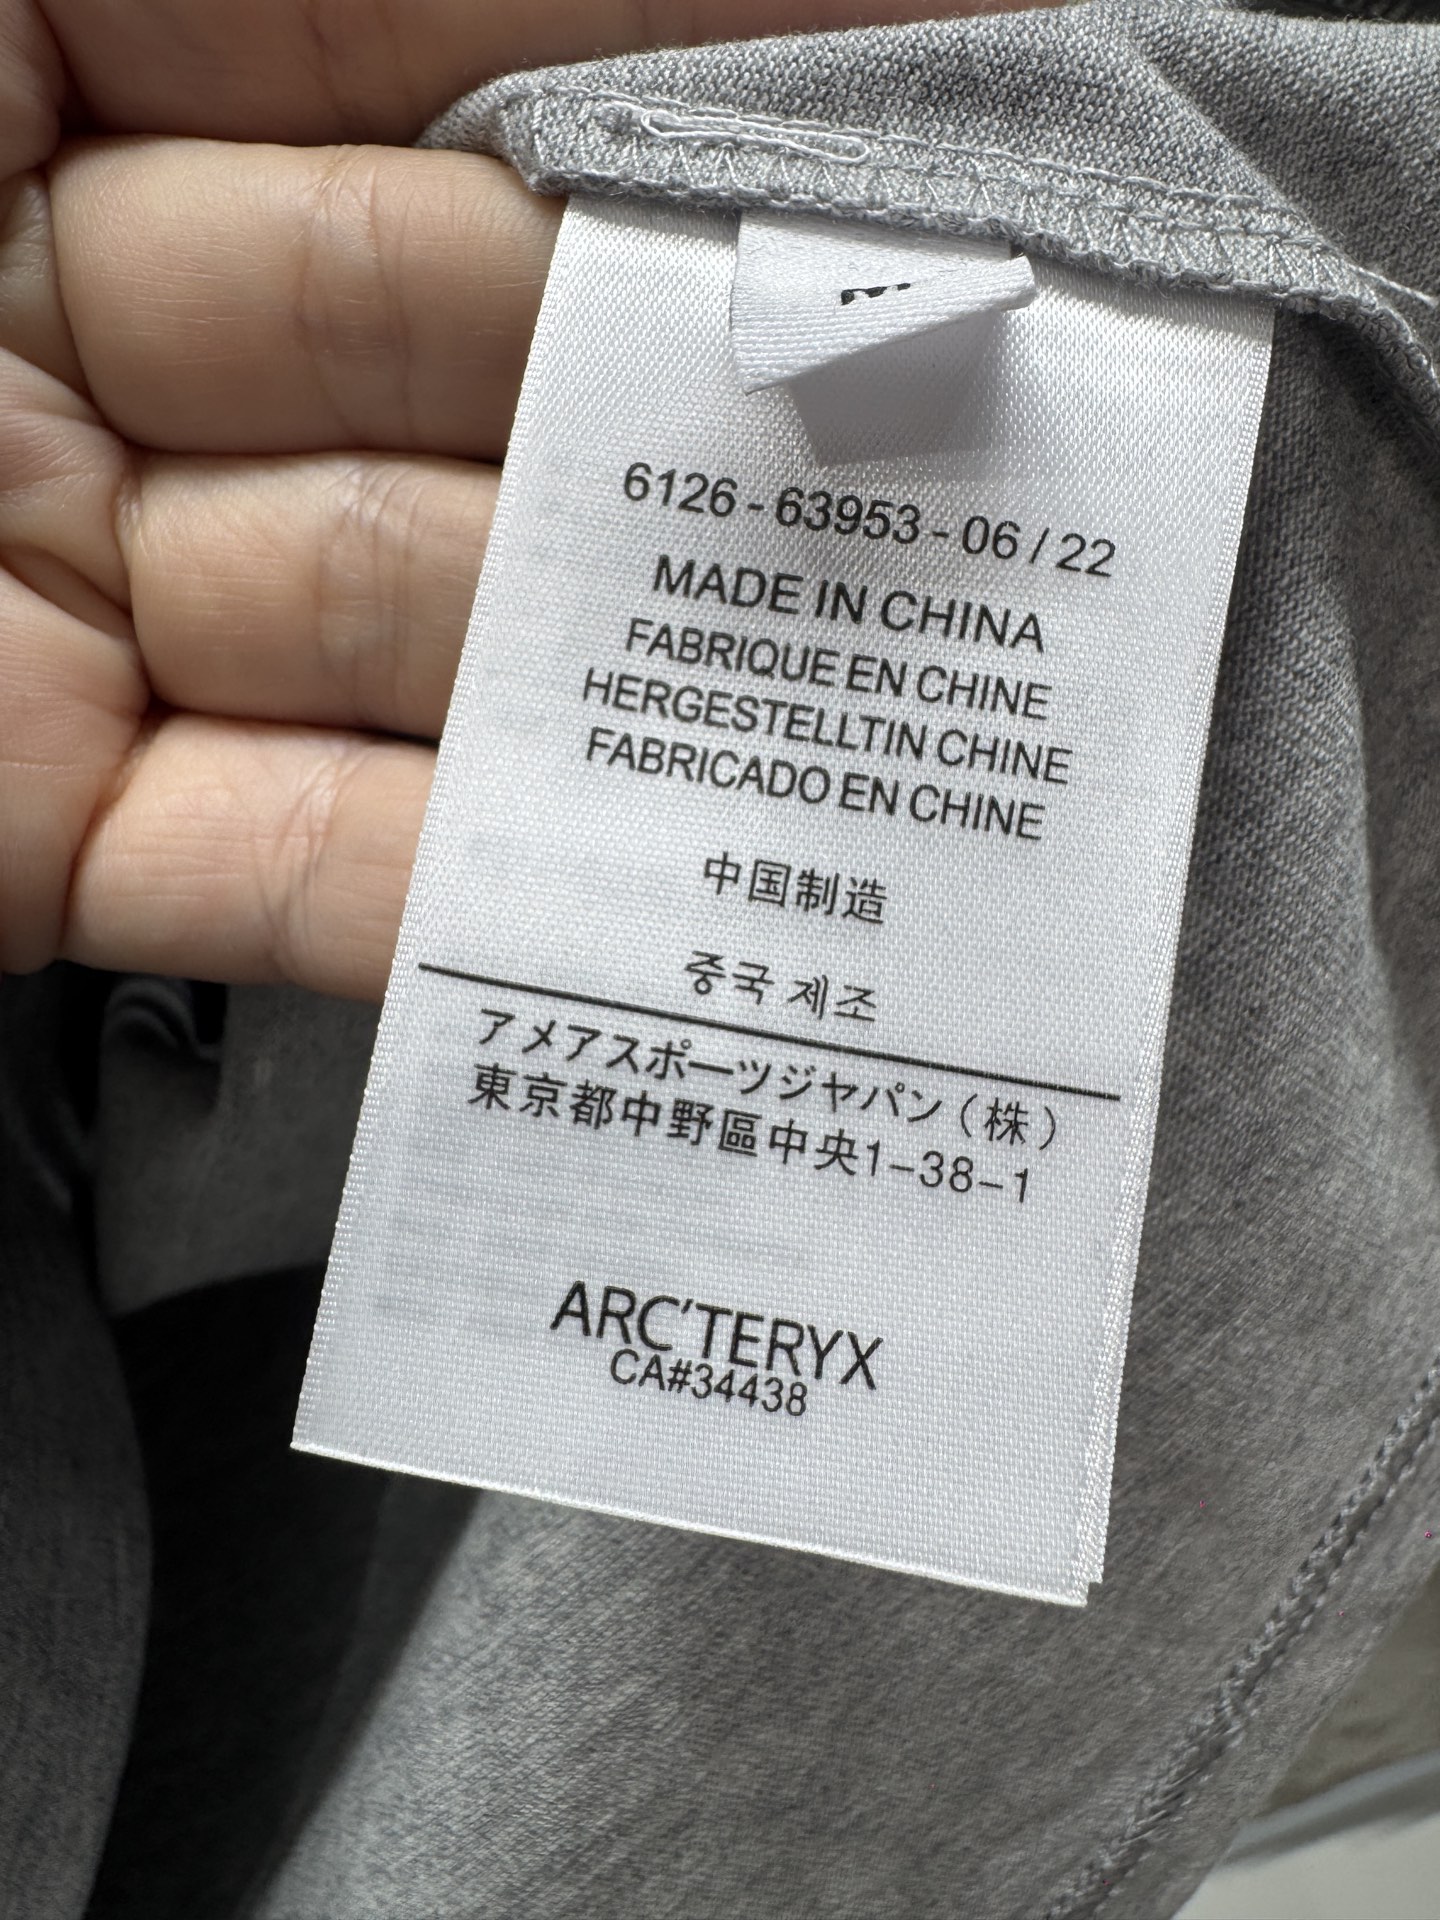 6126 - 63953 - 06 / 22
MADE IN CHINA
FABRIQUE EN CHINE
HERGESTELLTIN CHINE
FABRICADO EN CHINE
中国制造
중국 제조
アメアスポーツジヤパン（株）
東京都中野區中央1-38-1
ARC'TERYX
CA#34438